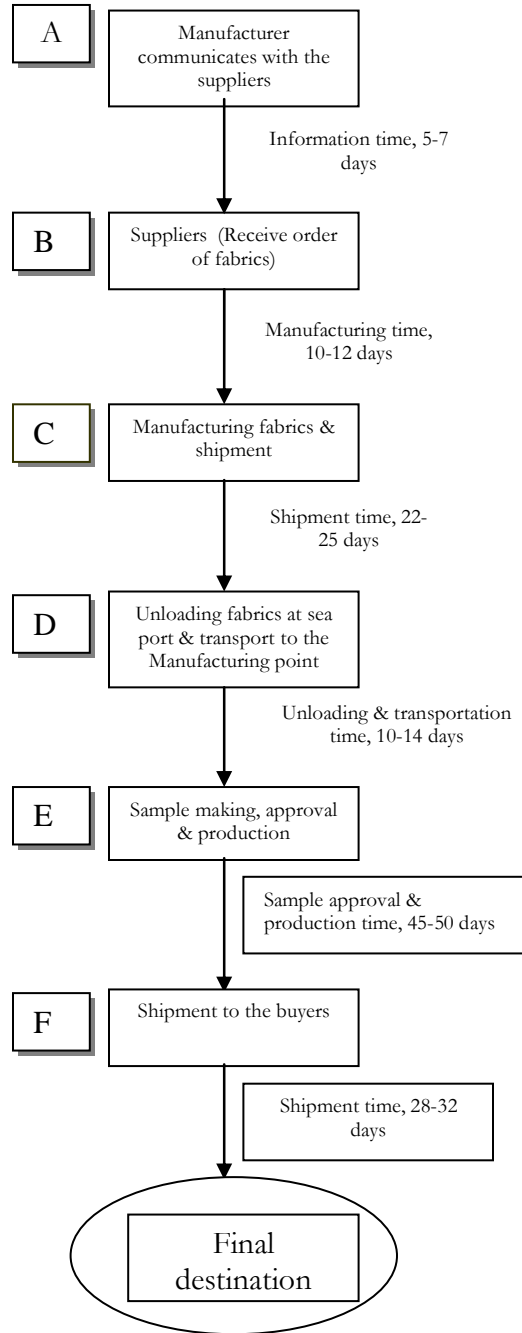 A
Manufacturer
communicates with the
suppliers
Information time, 5-7
days
B
Suppliers (Receive order
of fabrics)
Manufacturing time,
10-12 days
C
Manufacturing fabrics &
shipment
Shipment time, 22-
25 days
D
Unloading fabrics at sea
port & transport to the
Manufacturing point
Unloading & transportation
time, 10-14 days
E
Sample making, approval
& production
Sample approval &
production time, 45-50 days
F
Shipment to the buyers
Shipment time, 28-32
days
Final
destination